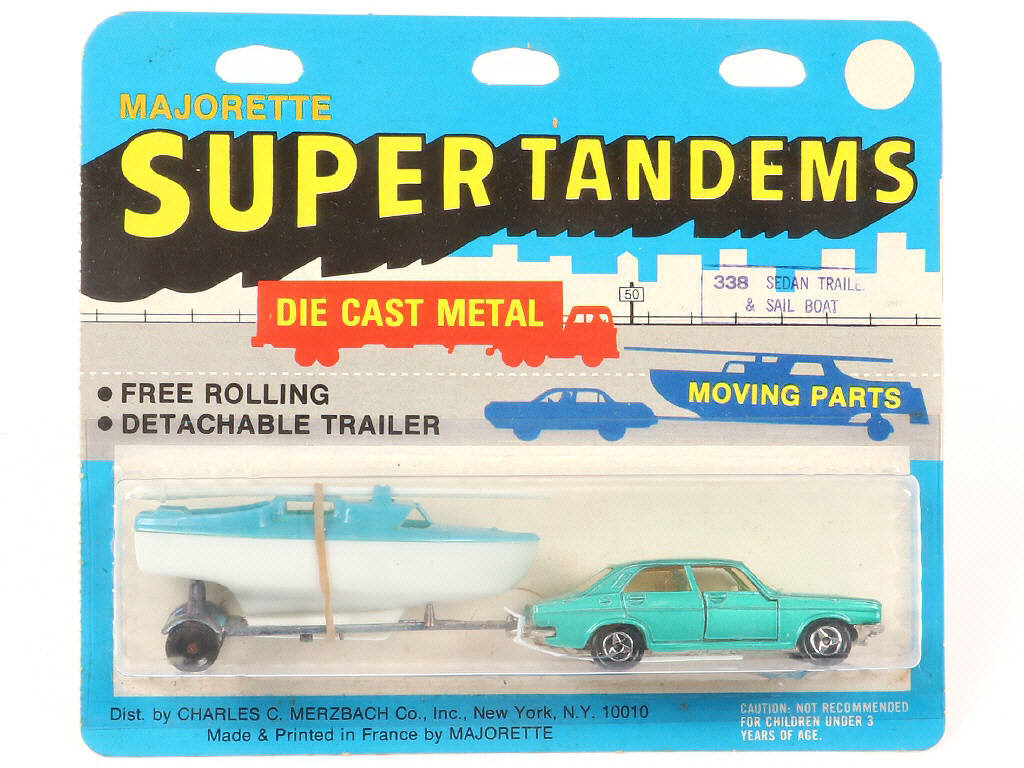 MAJORETTE
SUPER TANDEMS
DIE CAST METAL
50
338 SEDAN TRAILE
& SAIL BOAT
• FREE ROLLING
• DETACHABLE TRAILER
MOVING PARTS
Dist. by CHARLES C. MERZBACH Co., Inc., New York, N.Y. 10010
Made & Printed in France by MAJORETTE
CAUTION: NOT RECOMMENDED
FOR CHILDREN UNDER 3
YEARS OF AGE.